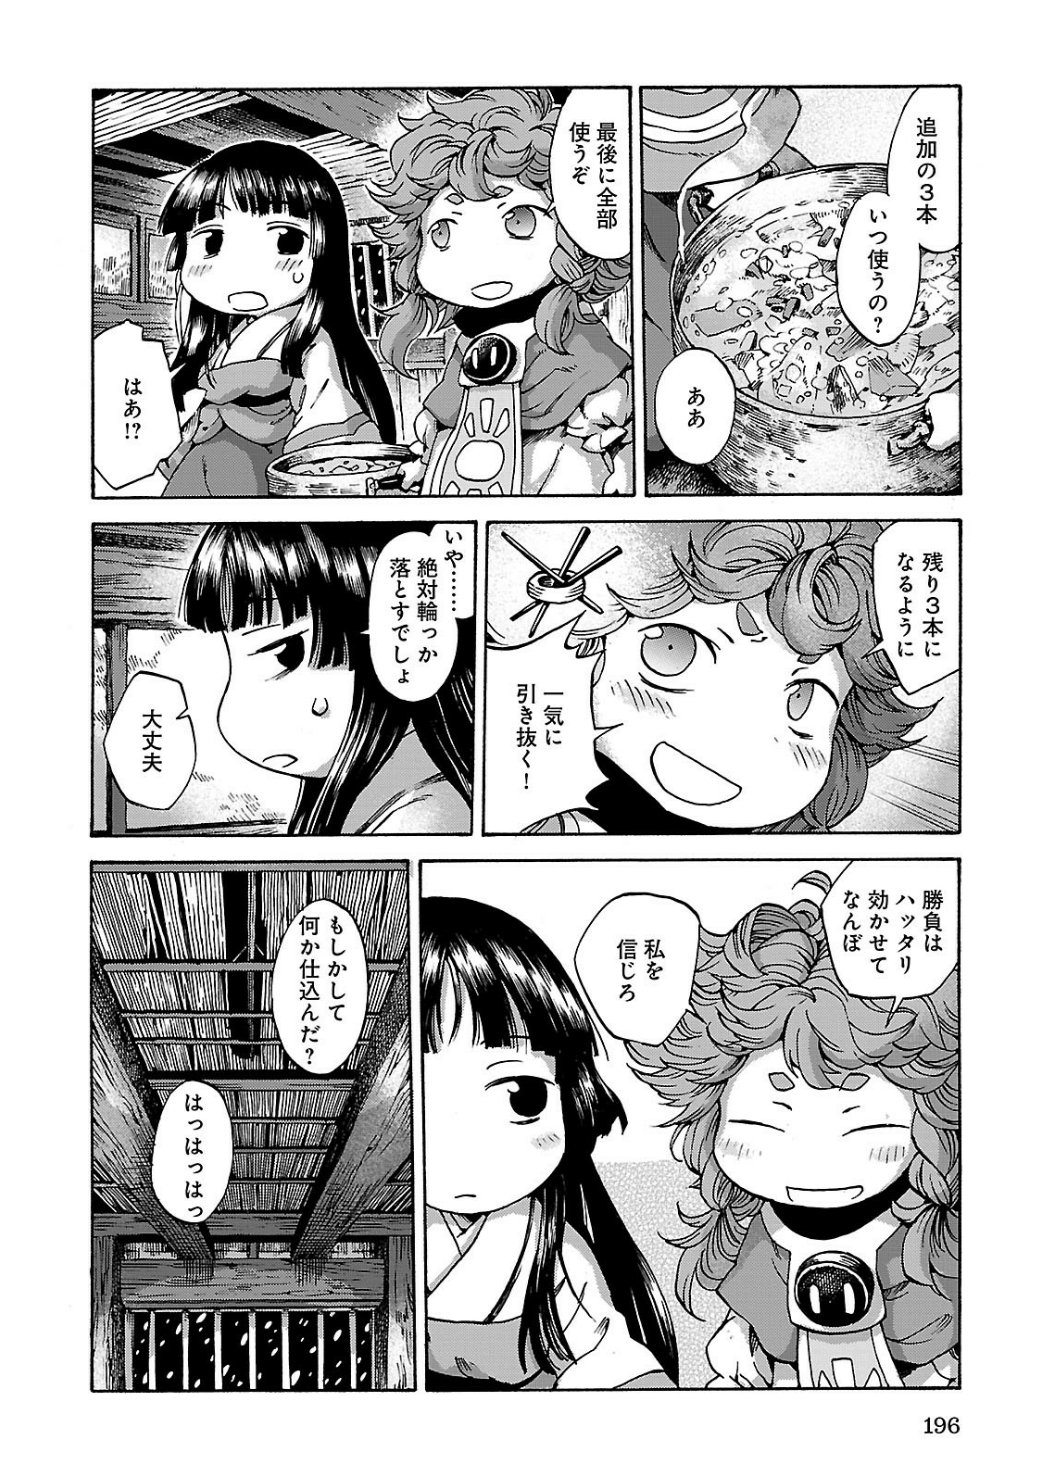 追加の3本
いつ使うの?
ああ
最後に全部
使うぞ
はぁ!?
残り3本に
なるように
一気に
引き抜く!
いや……
絶対輪っか
落とすでしょ
大丈夫
勝負は
ハッタリ
効かせて
なんぼ
私を
信じろ
もしかして
何か仕込んだ?
はっはっはっ
196